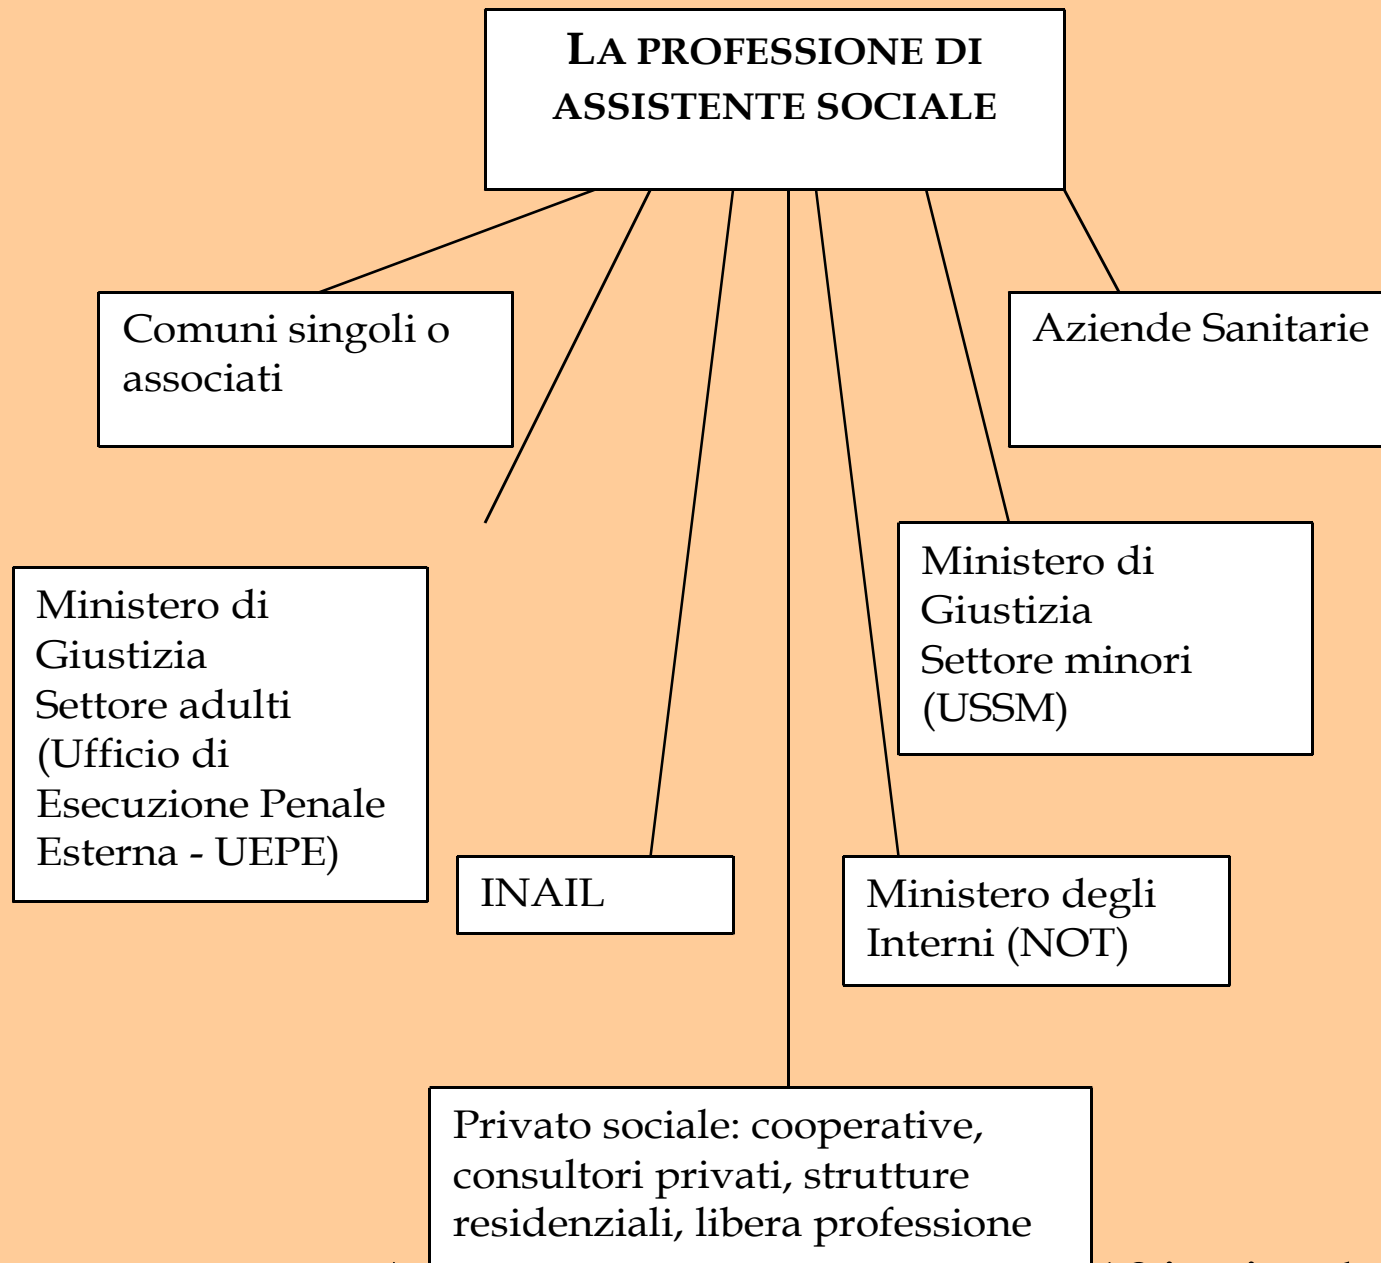 LA PROFESSIONE DI
ASSISTENTE SOCIALE
Comuni singoli o
associati
Aziende Sanitarie
Ministero di
Giustizia
Settore adulti
(Ufficio di
Esecuzione Penale
Esterna - UEPE)
Ministero di
Giustizia
Settore minori
(USSM)
INAIL
Ministero degli
Interni (NOT)
Privato sociale: cooperative,
consultori privati, strutture
residenziali, libera professione